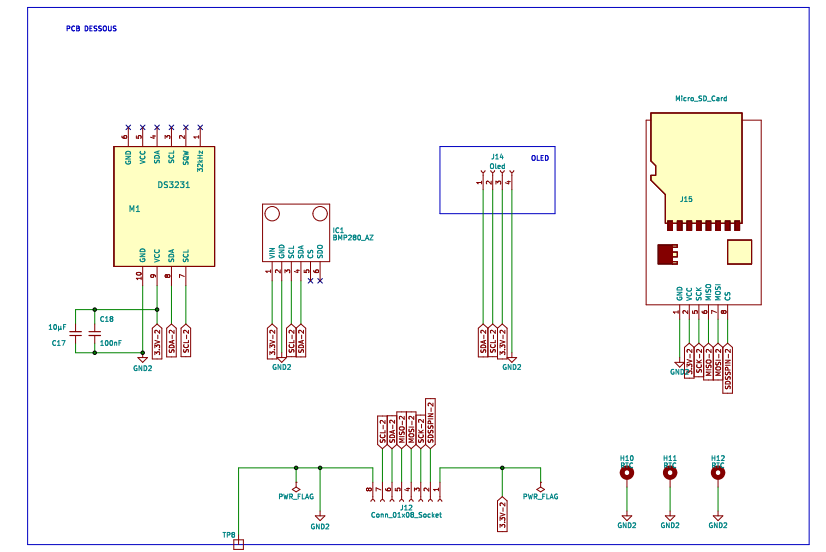 PCB DESSOUS
Micro_SD_Card
6
5
4
3
2
1
GND
VCC
SDA
SCL
SQW
32kHz
DS3231
M1
GND
VCC
SDA
SCL
10
9
8
7
10µF
C17
C18
100nF
3.3V-2
SDA-2
SCL-2
GND2
IC1
BMP280_AZ
VIN
GND
SCL
SDA
CS
SDO
1
2
3
4
5
6
3.3V-2
SCL-2
SDA-2
GND2
J14
Oled
OLED
1
2
3
4
SDA-2
SCL-2
3.3V-2
GND2
J15
GND
VCC
SCK
MISO
MOSI
CS
1
2
5
6
7
8
GND2
3.3V-2
SCK-2
MISO-2
MOSI-2
SDSSPIN-2
SCL-2
SDA-2
MISO-2
MOSI-2
SCK-2
SDSSPIN-2
8
7
6
5
4
3
2
1
J12
Conn_01x08_Socket
PWR_FLAG
GND2
TP8
3.3V-2
PWR_FLAG
H10
H11
H12
GND2
GND2
GND2